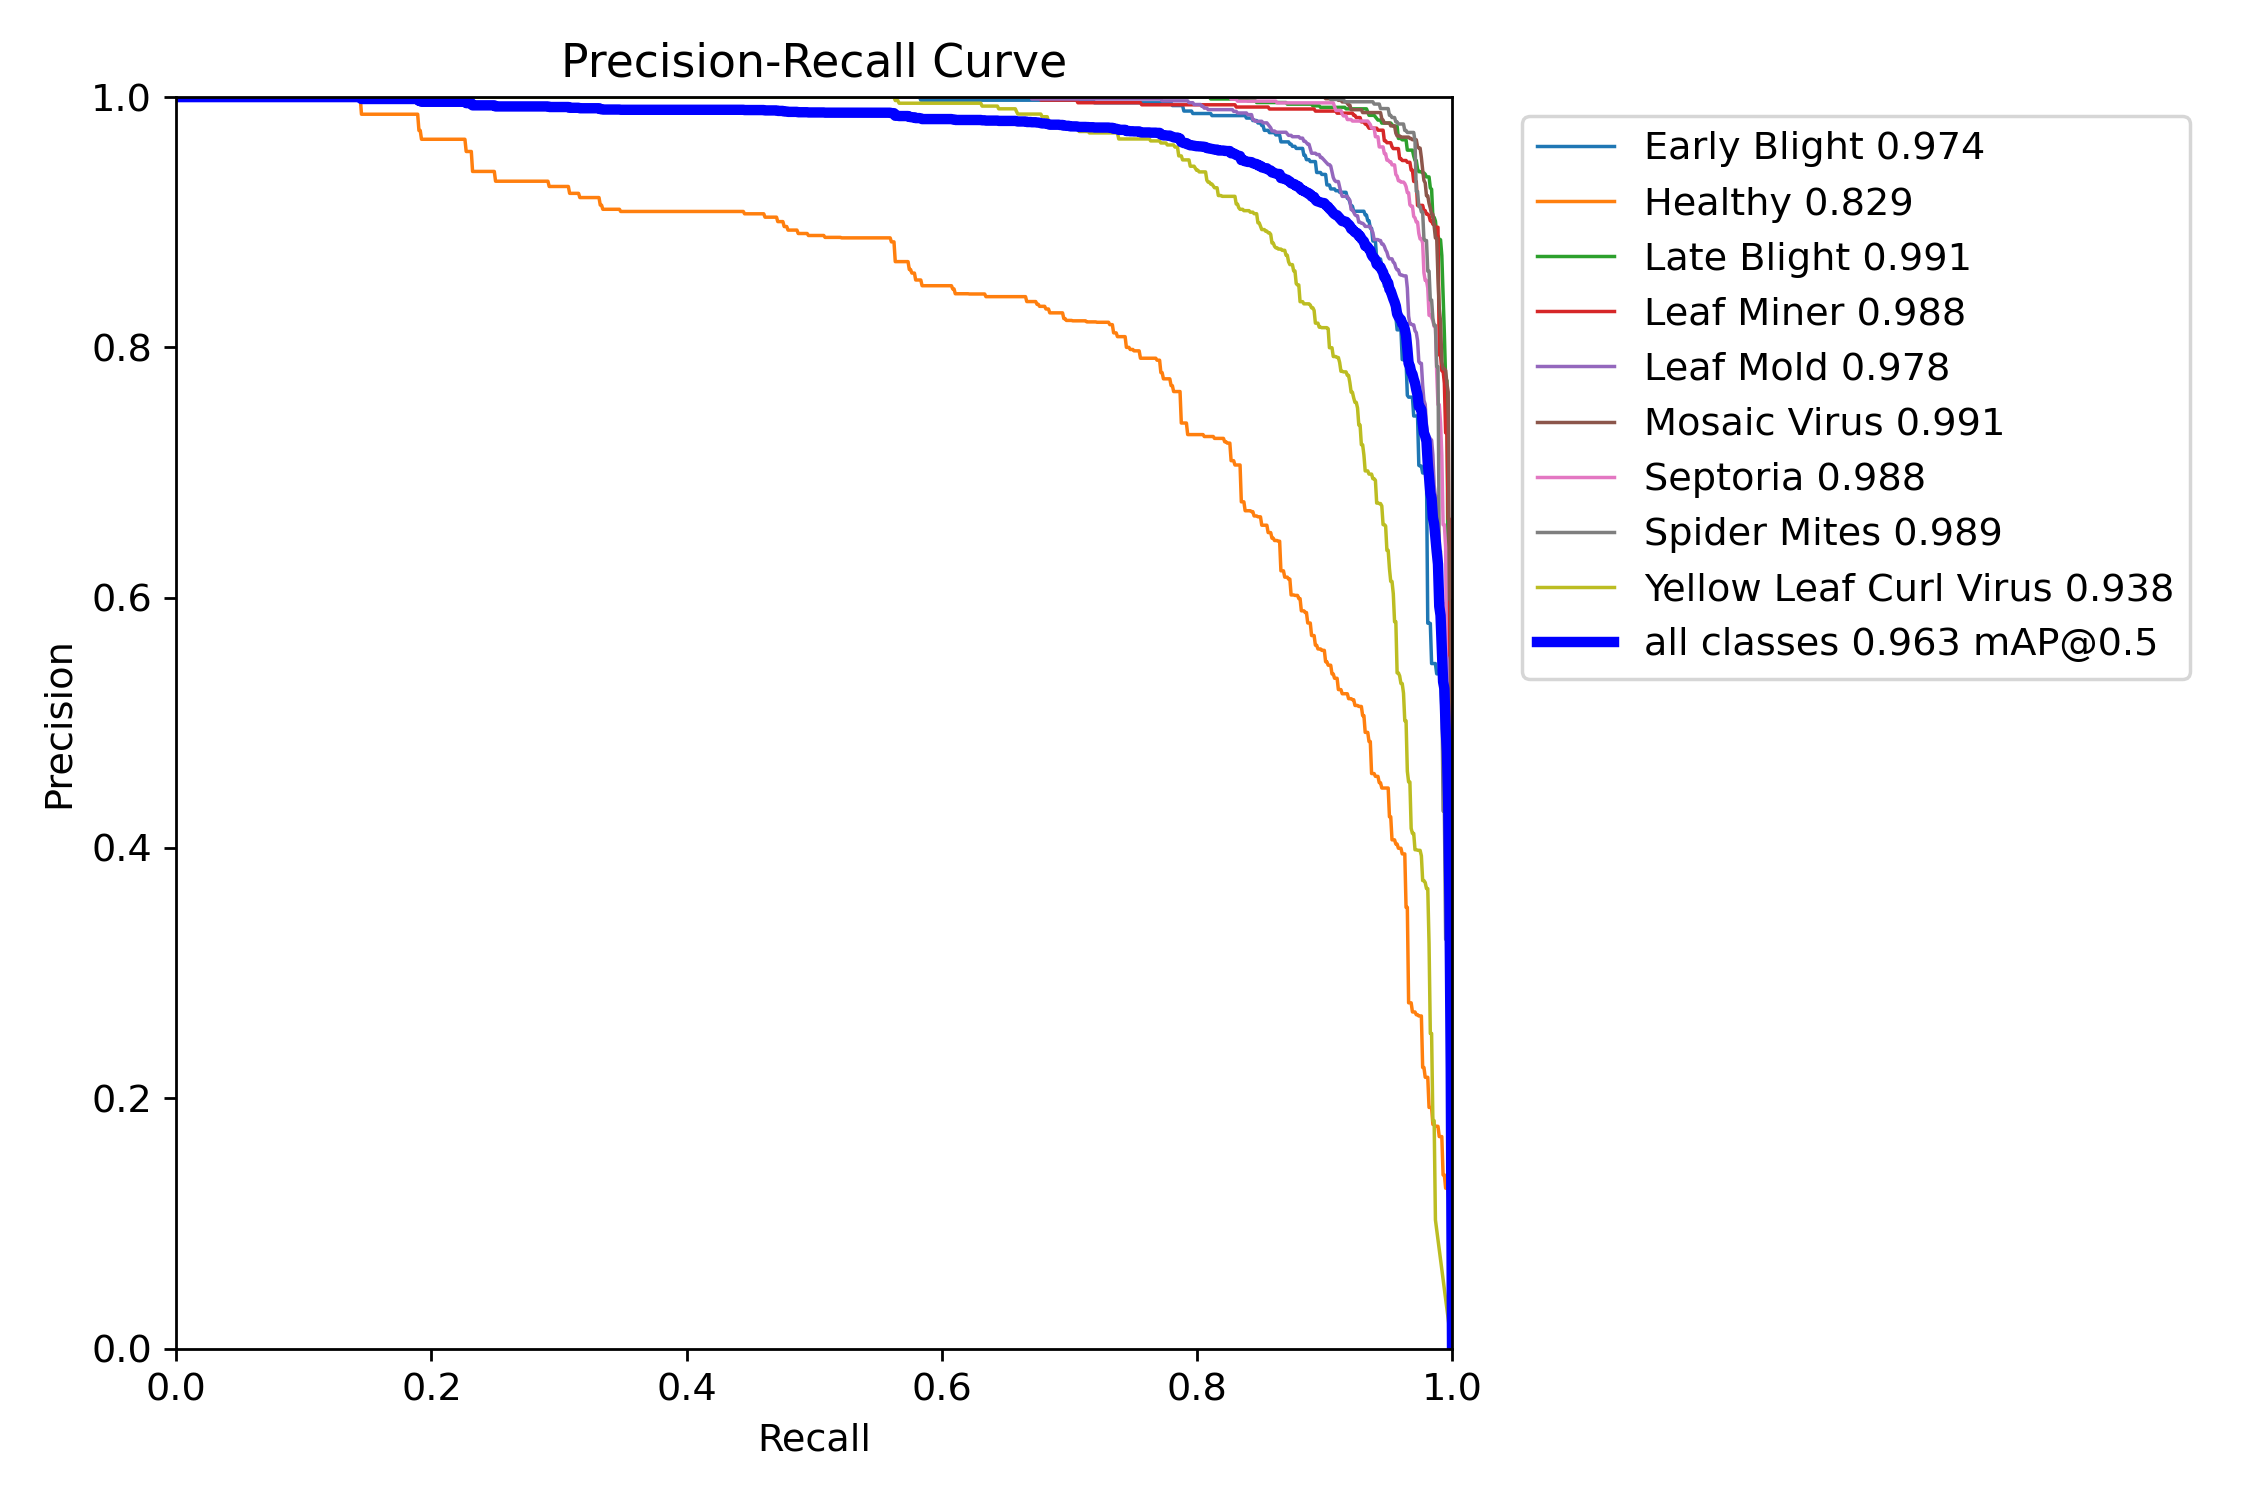 Precision-Recall Curve
1.0
0.8
0.6
0.4
0.2
0.0
Precision
0.0 0.2 0.4 0.6 0.8 1.0
Recall
Early Blight 0.974
Healthy 0.829
Late Blight 0.991
Leaf Miner 0.988
Leaf Mold 0.978
Mosaic Virus 0.991
Septoria 0.988
Spider Mites 0.989
Yellow Leaf Curl Virus 0.938
all classes 0.963 mAP@0.5